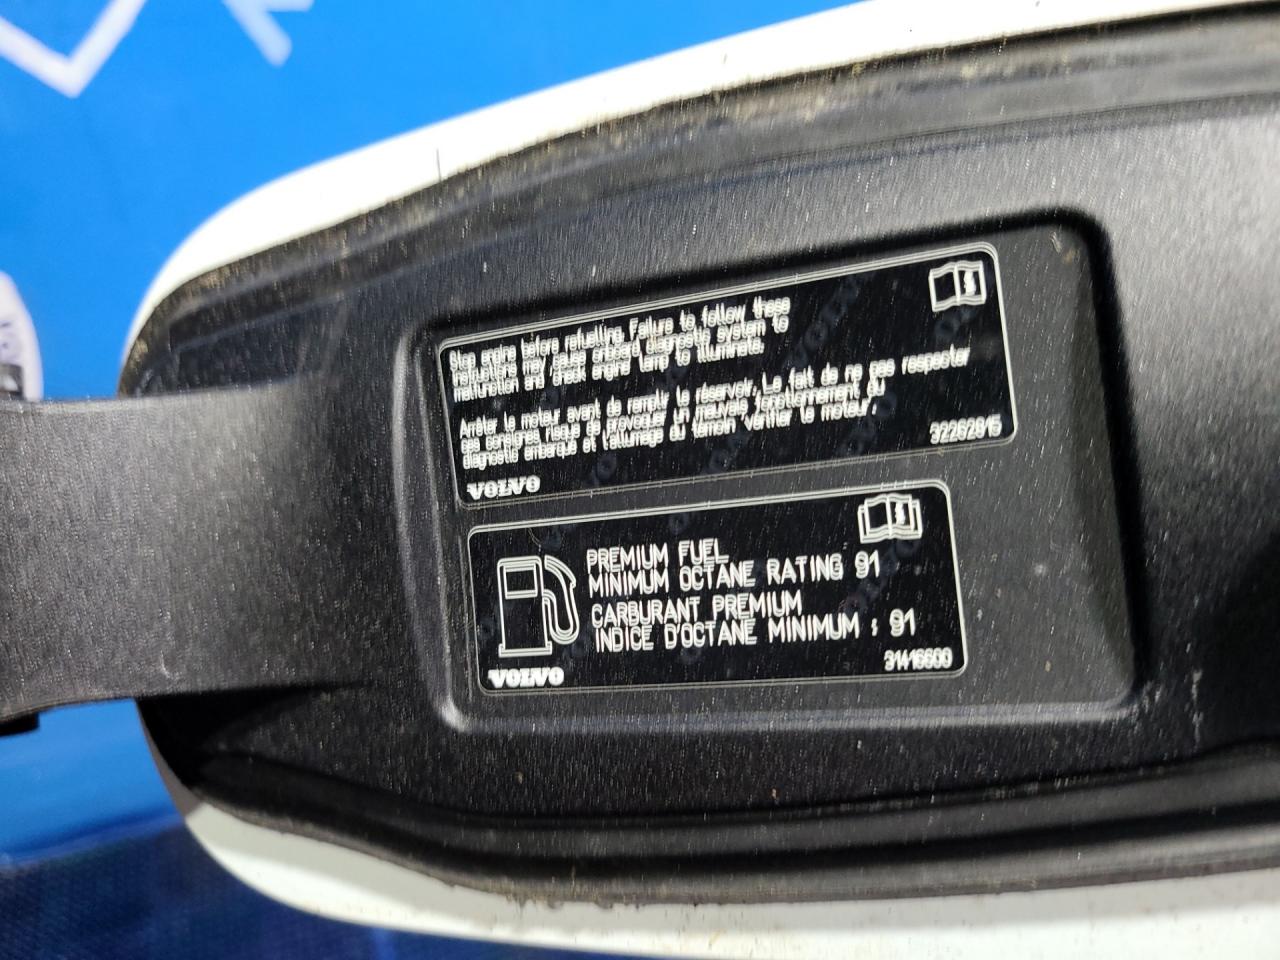 Stop engine before refuelling. Failure to follow these
instructions may cause onboard diagnostic system to
malfunction and check engine lamp to illuminate.
Arrêter le moteur avant de remplir le réservoir. Le fait de ne pas respecter
ces consignes risque de provoquer un mauvais fonctionnement du
diagnostic embarqué et l'allumage du témoin "vérifier le moteur".
32262815
VOLVO
PREMIUM FUEL
MINIMUM OCTANE RATING 91
CARBURANT PREMIUM
INDICE D'OCTANE MINIMUM : 91
31416600
VOLVO